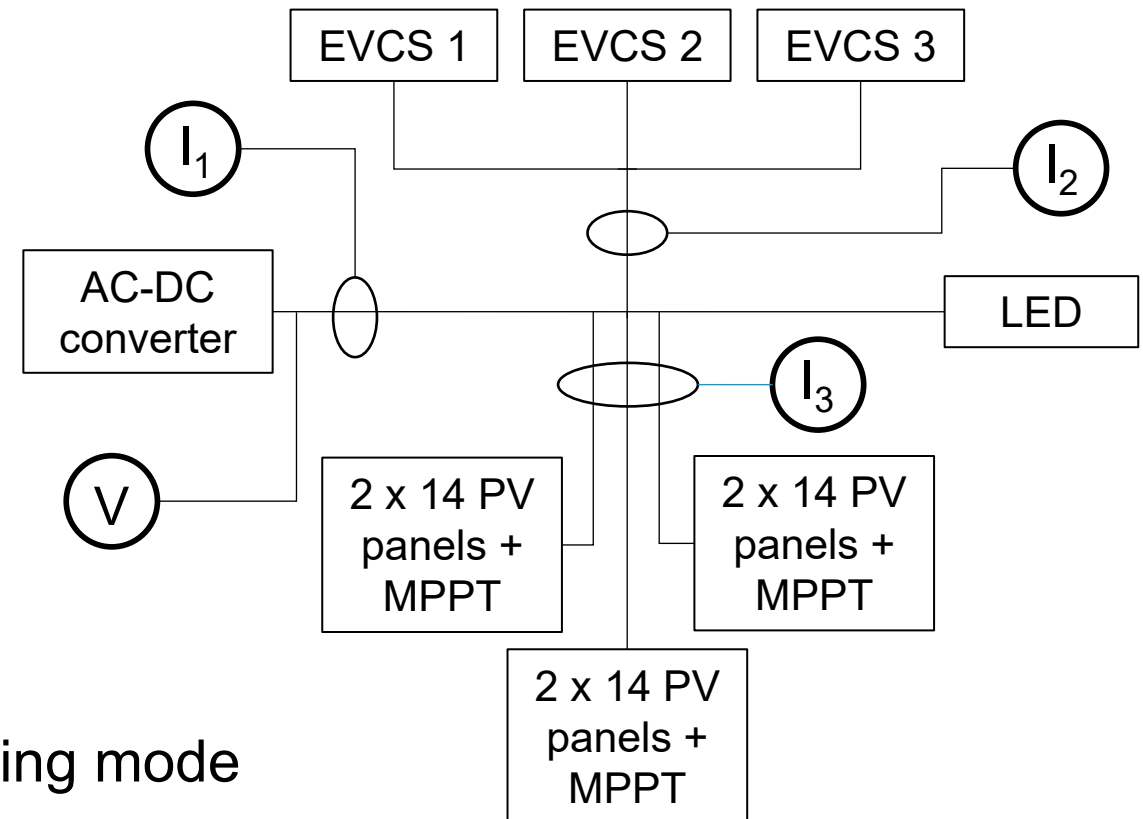 EVCS 1
EVCS 2
EVCS 3
I₁
I₂
AC-DC
converter
LED
I₃
V
2 x 14 PV
panels +
MPPT
2 x 14 PV
panels +
MPPT
2 x 14 PV
panels +
MPPT
ing mode